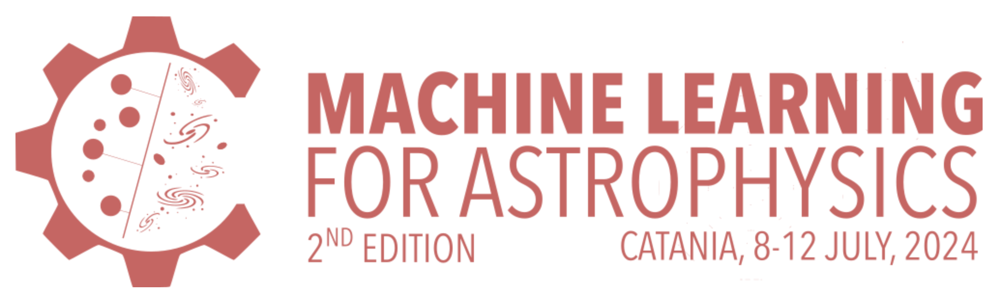 MACHINE LEARNING
FOR ASTROPHYSICS
2ND EDITION
CATANIA, 8-12 JULY, 2024